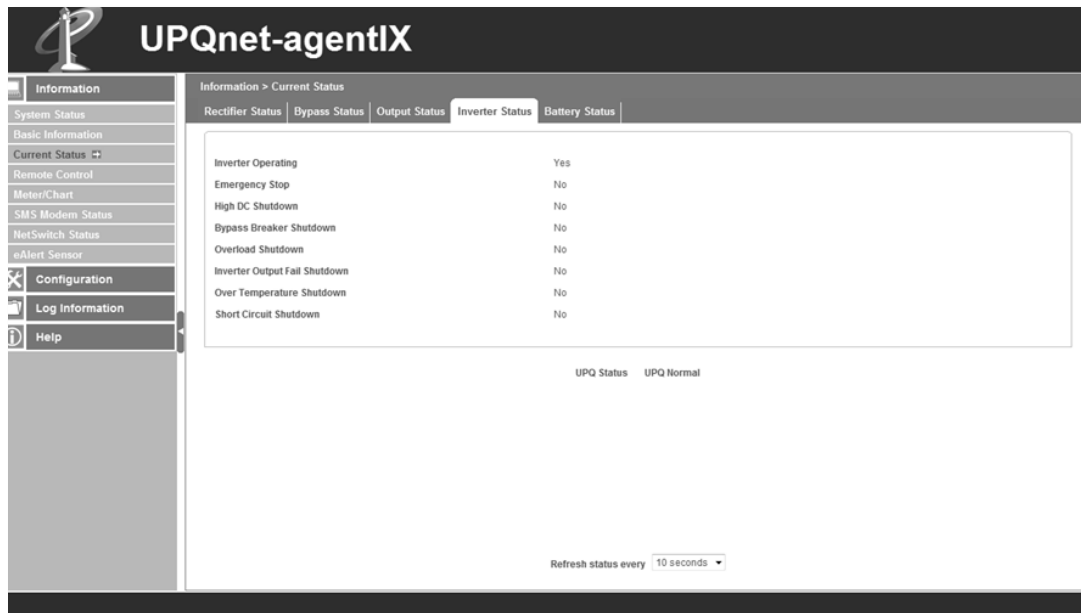 UPQnet-agentIX
Information
System Status
Basic Information
Current Status
Remote Control
Meter/Chart
SMS Modem Status
NetSwitch Status
eAlert Sensor
Configuration
Log Information
Help
Information > Current Status
Rectifier Status Bypass Status Output Status Inverter Status Battery Status
Inverter Operating Yes
Emergency Stop No
High DC Shutdown No
Bypass Breaker Shutdown No
Overload Shutdown No
Inverter Output Fail Shutdown No
Over Temperature Shutdown No
Short Circuit Shutdown No
UPQ Status UPQ Normal
Refresh status every 10 seconds